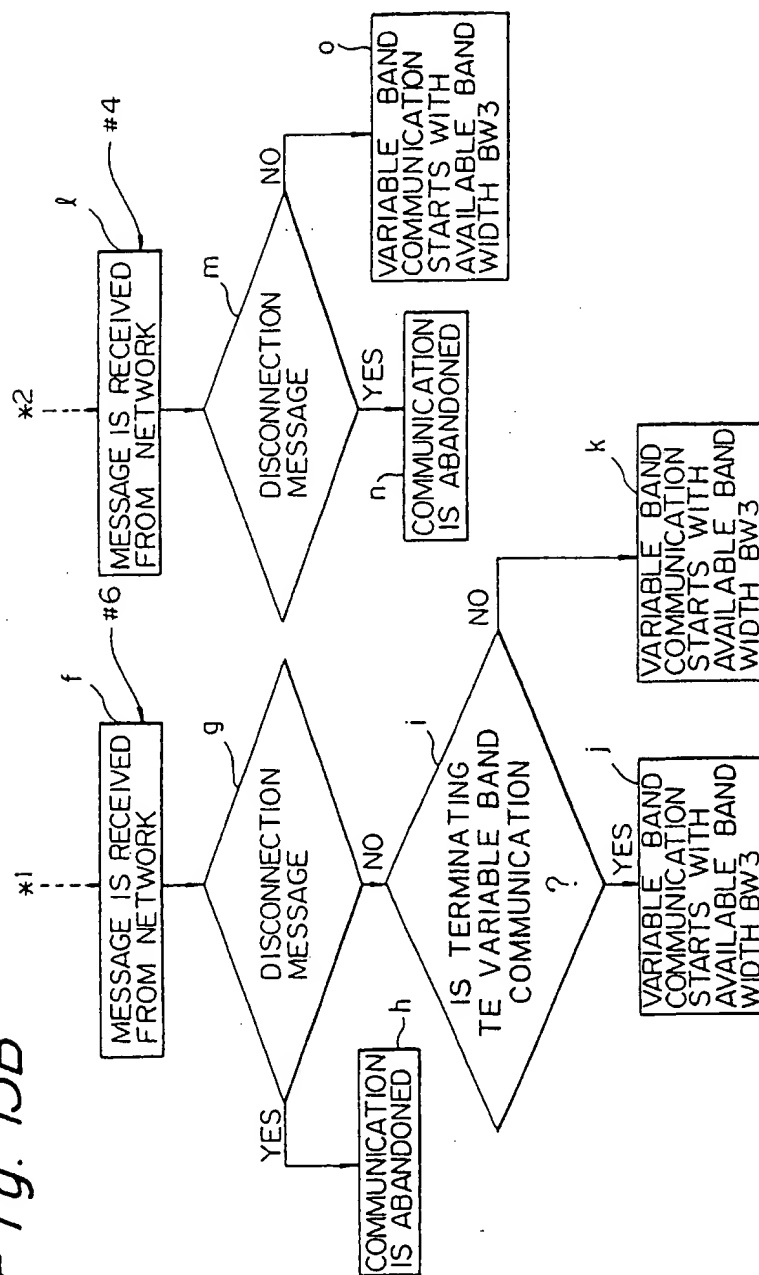 Fig. 15B
*1
MESSAGE IS RECEIVED
FROM NETWORK
f
#6
DISCONNECTION
MESSAGE
g
YES
NO
COMMUNICATION
IS ABANDONED
h
IS TERMINATING
TE VARIABLE BAND
COMMUNICATION
?
i
YES
NO
VARIABLE BAND
COMMUNICATION
STARTS WITH
AVAILABLE BAND
WIDTH BW3
j
VARIABLE BAND
COMMUNICATION
STARTS WITH
AVAILABLE BAND
WIDTH BW3
k
*2
MESSAGE IS RECEIVED
FROM NETWORK
ℓ
#4
DISCONNECTION
MESSAGE
m
YES
NO
COMMUNICATION
IS ABANDONED
n
VARIABLE BAND
COMMUNICATION
STARTS WITH
AVAILABLE BAND
WIDTH BW3
o